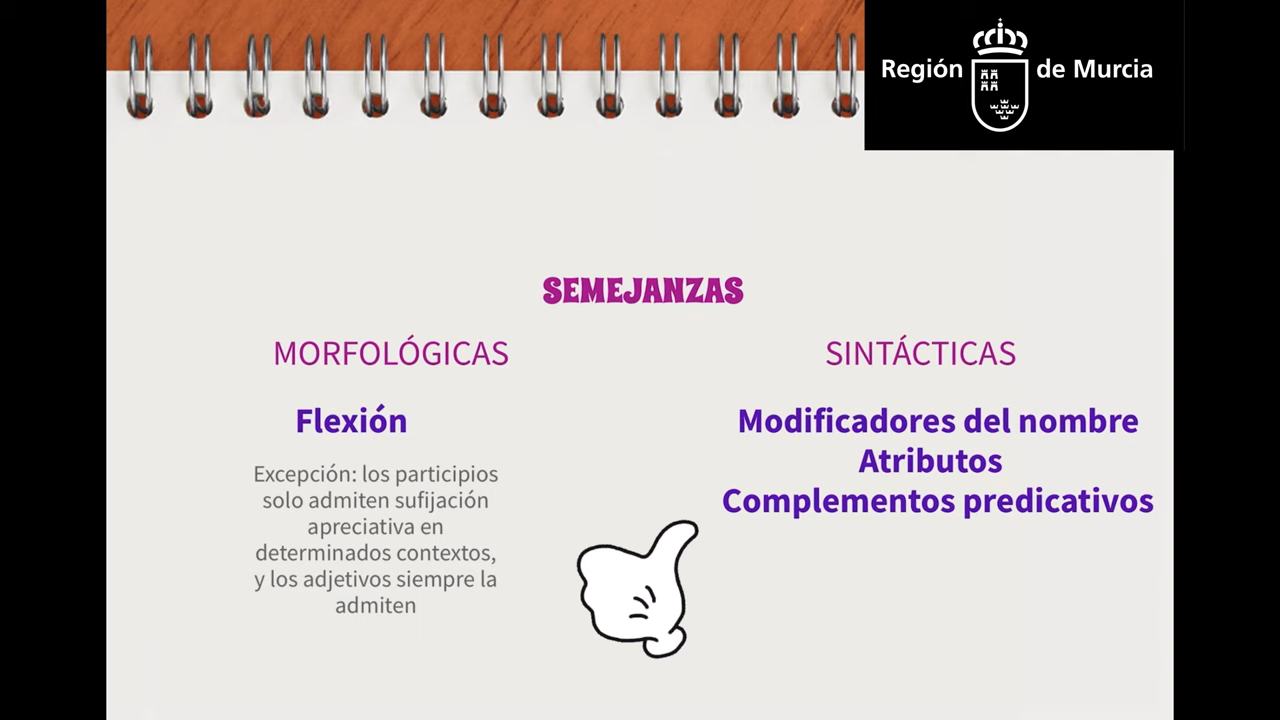 Región de Murcia
SEMEJANZAS
MORFOLÓGICAS
Flexión
Excepción: los participios
solo admiten sufijación
apreciativa en
determinados contextos,
y los adjetivos siempre la
admiten
SINTÁCTICAS
Modificadores del nombre
Atributos
Complementos predicativos